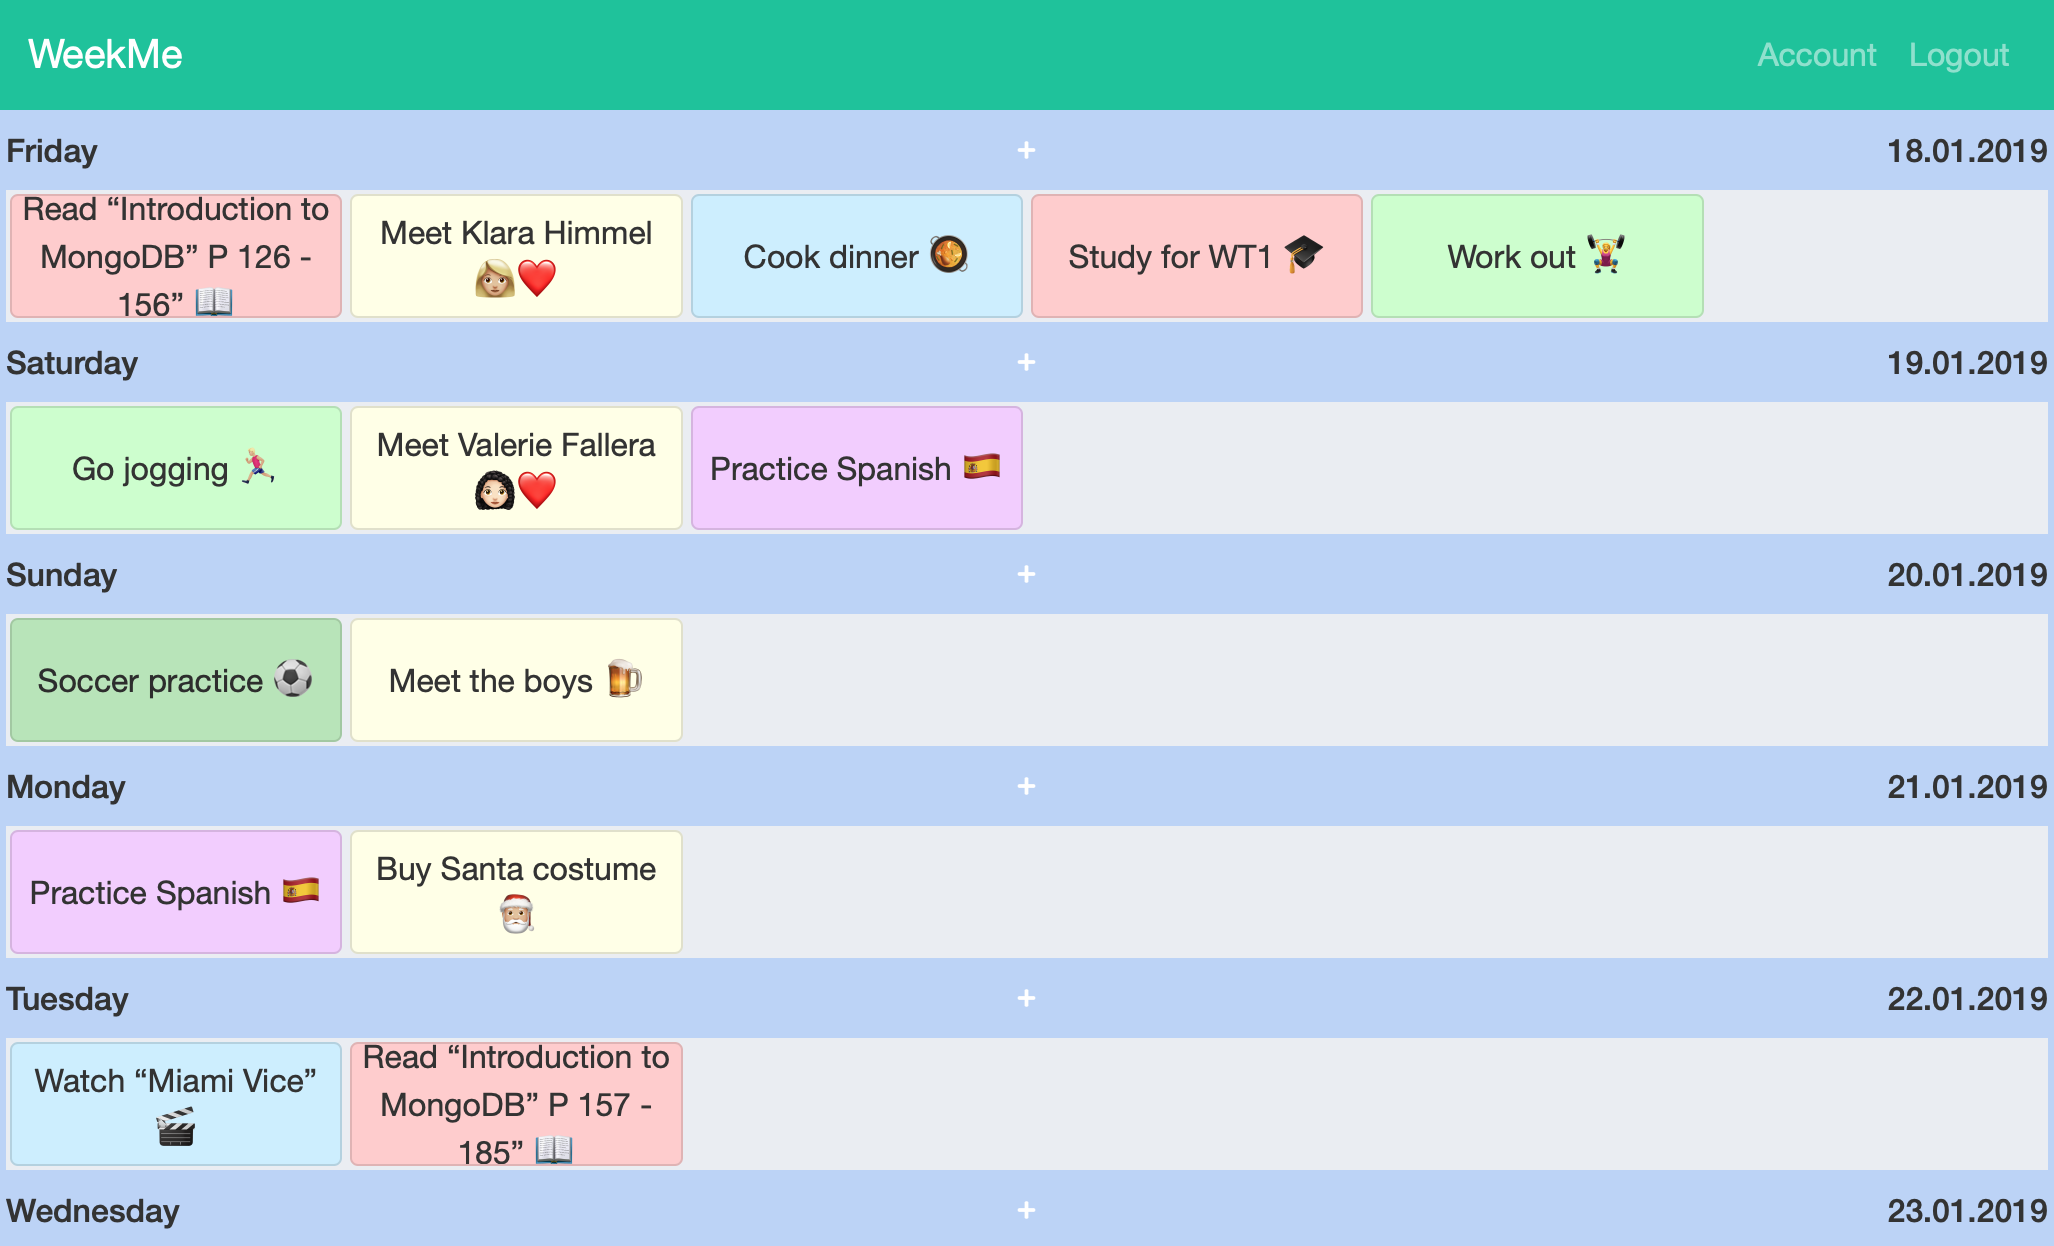 WeekMe
Account Logout
Friday + 18.01.2019
Read “Introduction to
MongoDB” P 126 -
156” 📖
Meet Klara Himmel
👩🏼❤️
Cook dinner 🥘
Study for WT1 🎓
Work out 🏋️‍♀️
Saturday + 19.01.2019
Go jogging 🏃🏼
Meet Valerie Fallera
👩🏻‍🦱❤️
Practice Spanish 🇪🇸
Sunday + 20.01.2019
Soccer practice ⚽
Meet the boys 🍺
Monday + 21.01.2019
Practice Spanish 🇪🇸
Buy Santa costume
🎅🏼
Tuesday + 22.01.2019
Watch “Miami Vice”
🎬
Read “Introduction to
MongoDB” P 157 -
185” 📖
Wednesday + 23.01.2019